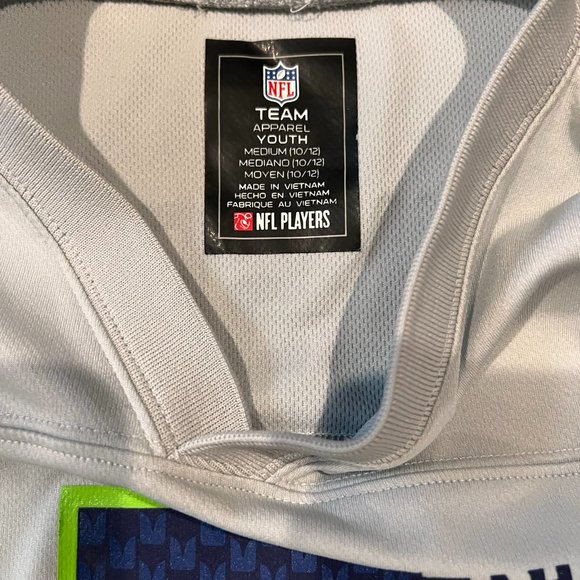 NFL
TEAM
APPAREL
YOUTH
MEDIUM (10/12)
MEDIANO (10/12)
MOYEN (10/12)
MADE IN VIETNAM
HECHO EN VIETNAM
FABRIQUE AU VIETNAM
NFL PLAYERS